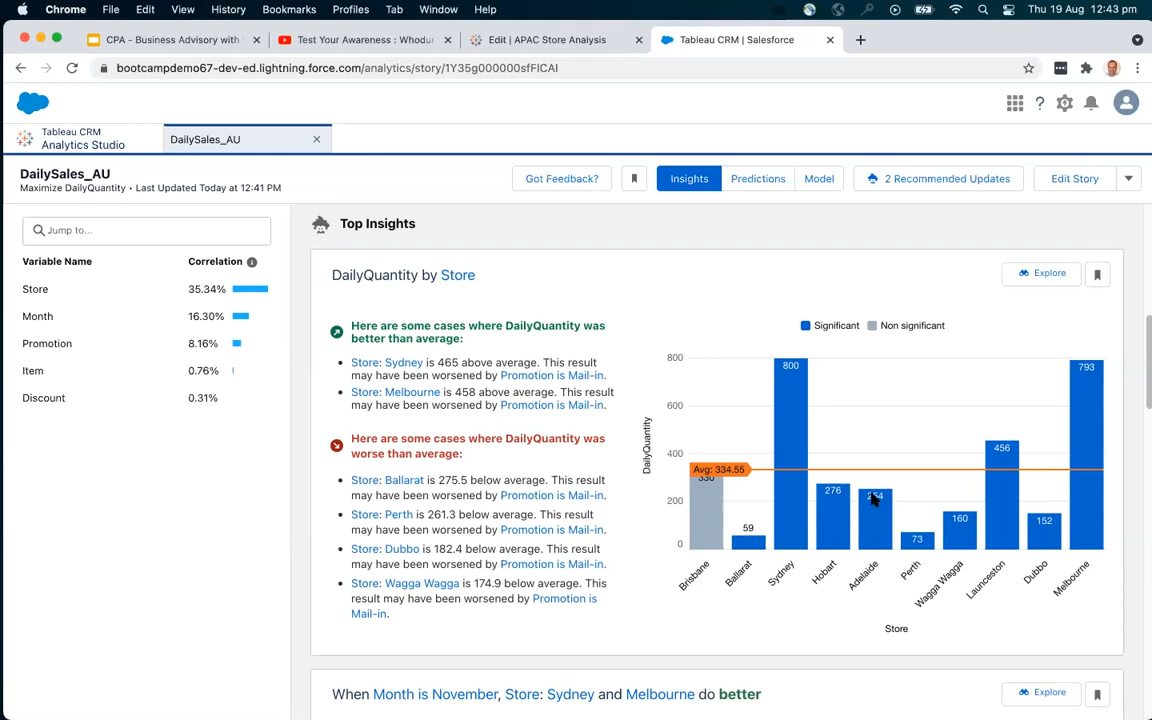 Chrome File Edit View History Bookmarks Profiles Tab Window Help Thu 19 Aug 12:43 pm
CPA - Business Advisory with
Test Your Awareness : Whodu
Edit | APAC Store Analysis
Tableau CRM | Salesforce
bootcampdemo67-dev-ed.lightning.force.com/analytics/story/1Y35g000000sfFICAI
Tableau CRM
Analytics Studio
DailySales_AU
DailySales_AU
Maximize DailyQuantity • Last Updated Today at 12:41 PM
Got Feedback?
Insights
Predictions
Model
2 Recommended Updates
Edit Story
Jump to...
Variable Name Correlation
Store 35.34%
Month 16.30%
Promotion 8.16%
Item 0.76%
Discount 0.31%
Top Insights
DailyQuantity by Store
Explore
Here are some cases where DailyQuantity was
better than average:
• Store: Sydney is 465 above average. This result
may have been worsened by Promotion is Mail-in.
• Store: Melbourne is 458 above average. This result
may have been worsened by Promotion is Mail-in.
Here are some cases where DailyQuantity was
worse than average:
• Store: Ballarat is 275.5 below average. This result
may have been worsened by Promotion is Mail-in.
• Store: Perth is 261.3 below average. This result
may have been worsened by Promotion is Mail-in.
• Store: Dubbo is 182.4 below average. This result
may have been worsened by Promotion is Mail-in.
• Store: Wagga Wagga is 174.9 below average. This
result may have been worsened by Promotion is
Mail-in.
Significant Non significant
DailyQuantity
800
600
400
200
0
Avg: 334.55
330
59
800
276
73
160
456
152
793
Brisbane
Ballarat
Sydney
Hobart
Adelaide
Perth
Wagga Wagga
Launceston
Dubbo
Melbourne
Store
When Month is November, Store: Sydney and Melbourne do better
Explore